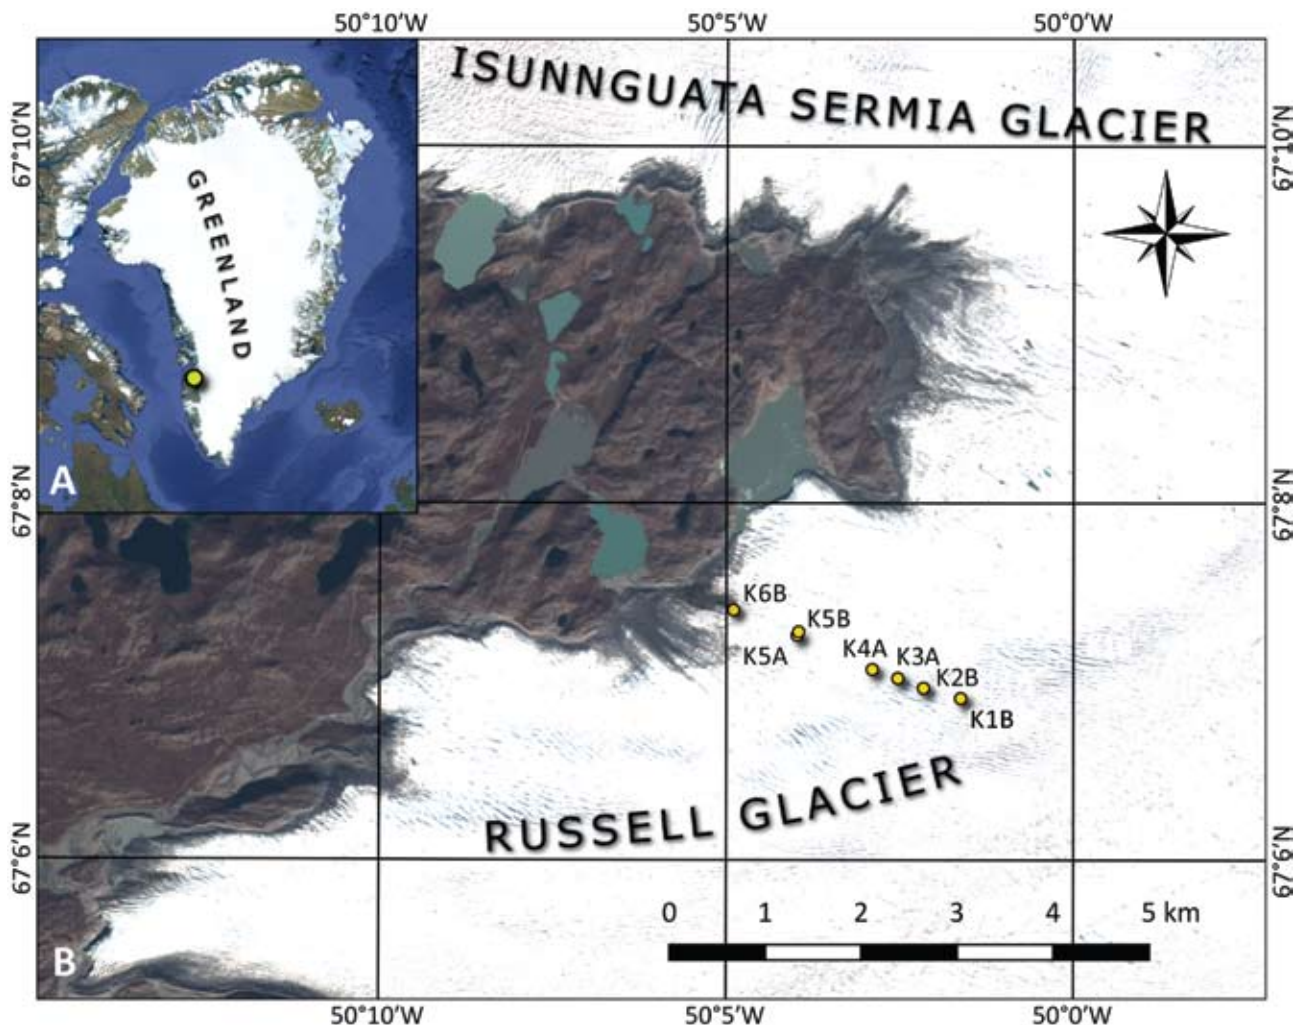 50°10'W 50°5'W 50°0'W
ISUNNGUATA SERMIA GLACIER
67°10'N
67°10'N
GREENLAND
A
67°8'N
67°8'N
K6B
K5B
K5A
K4A
K3A
K2B
K1B
RUSSELL GLACIER
67°6'N
67°6'N
0 1 2 3 4 5 km
B
50°10'W 50°5'W 50°0'W